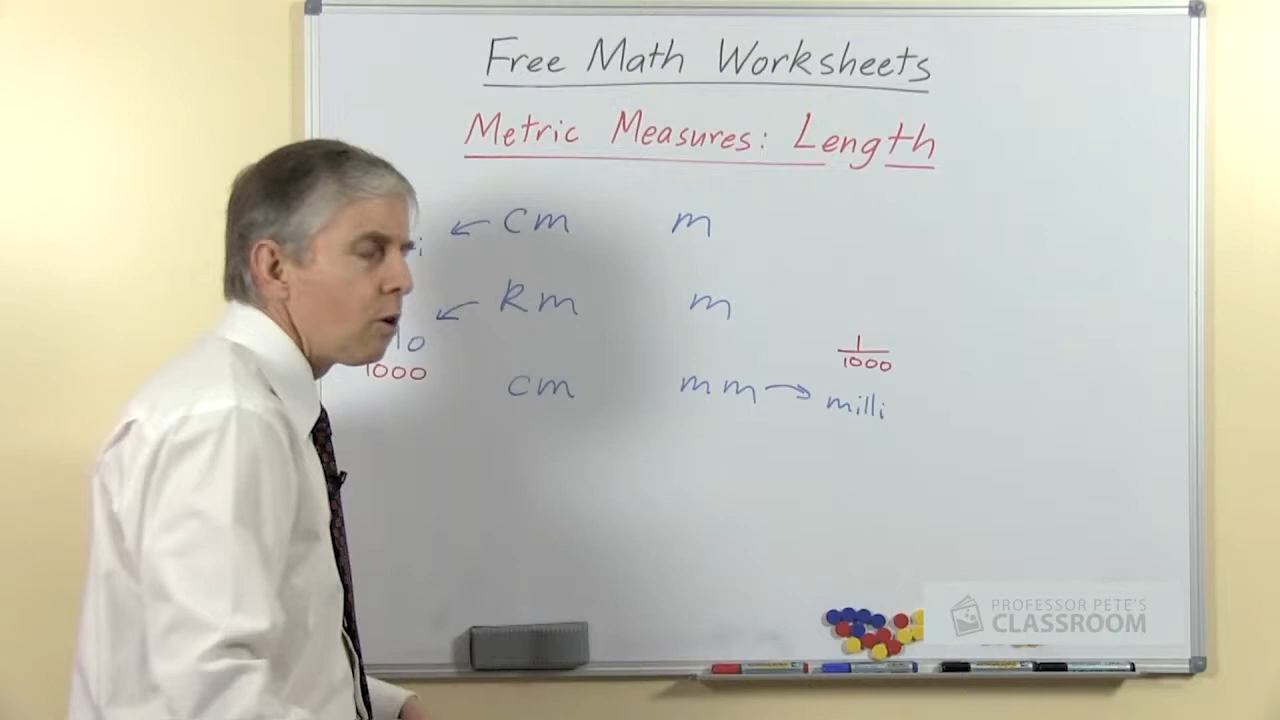 Free Math Worksheets
Metric Measures: Length
cm m
km m
1000
1
1000
cm mm
milli
PROFESSOR PETE'S
CLASSROOM